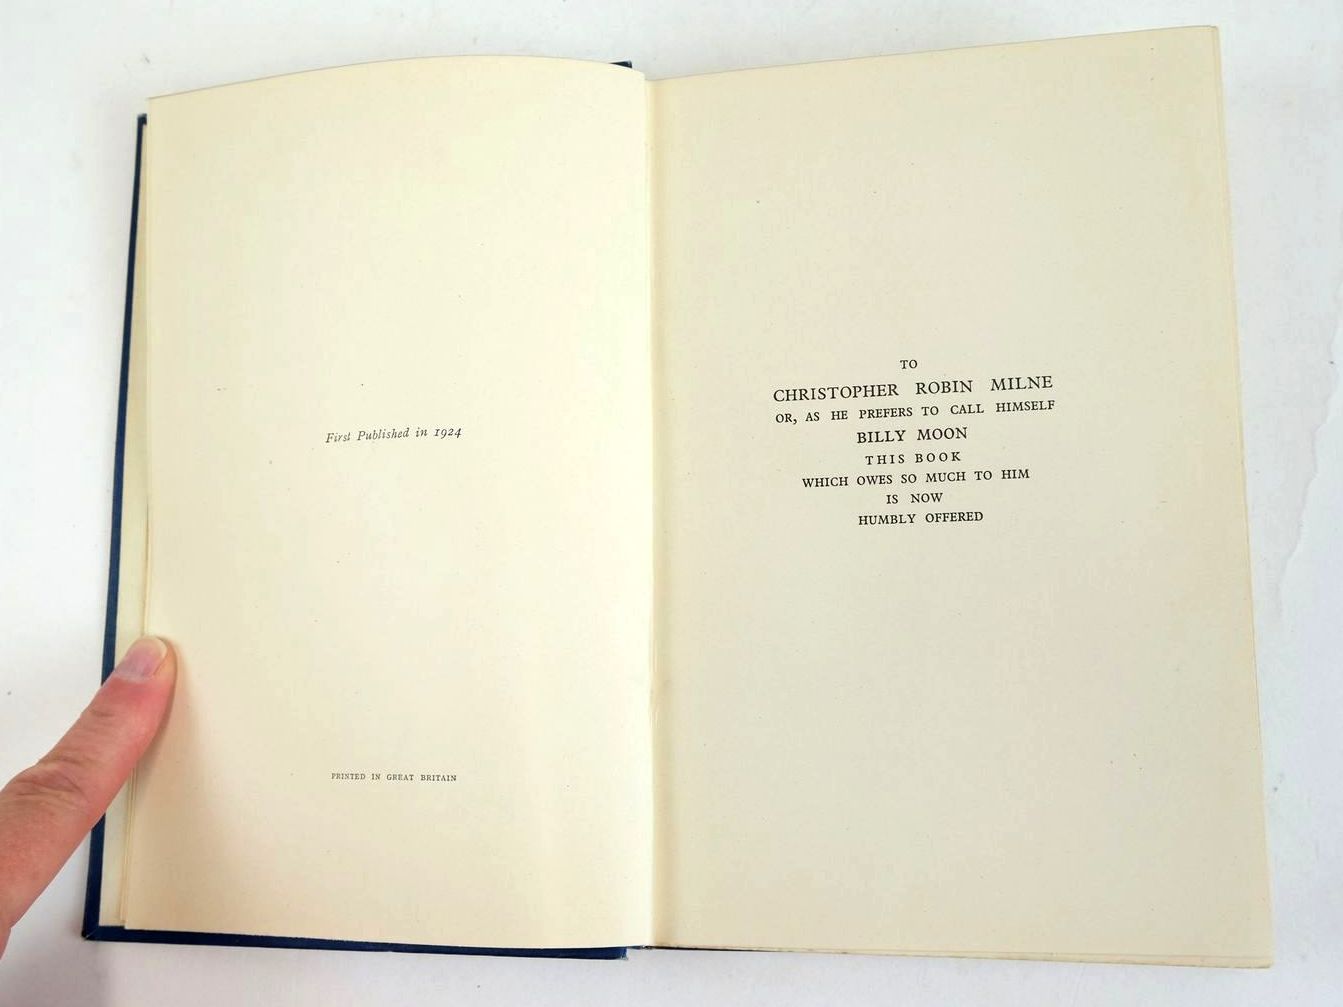 First Published in 1924
PRINTED IN GREAT BRITAIN
TO
CHRISTOPHER ROBIN MILNE
OR, AS HE PREFERS TO CALL HIMSELF
BILLY MOON
THIS BOOK
WHICH OWES SO MUCH TO HIM
IS NOW
HUMBLY OFFERED